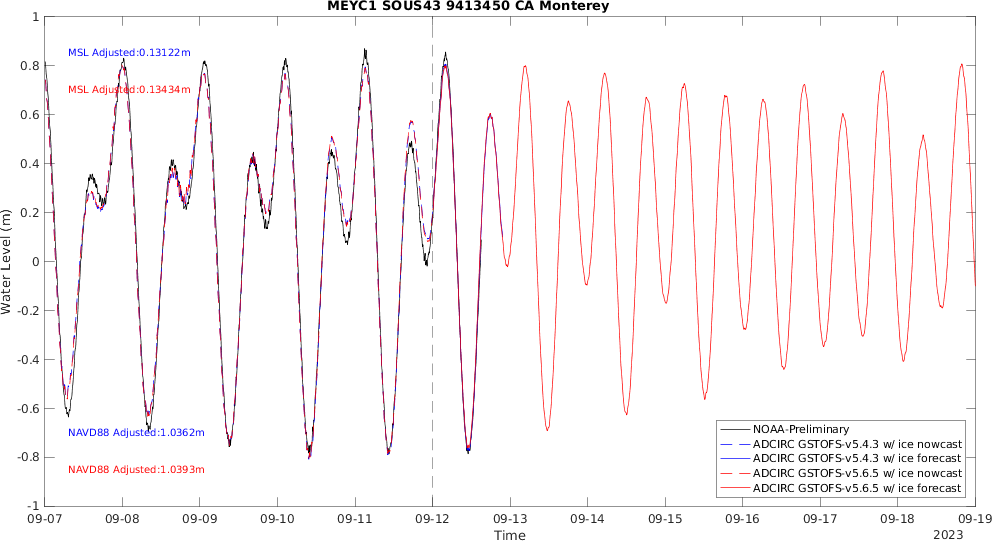 MEYC1 SOUS43 9413450 CA Monterey
MSL Adjusted:0.13122m
MSL Adjusted:0.13434m
NAVD88 Adjusted:1.0362m
NAVD88 Adjusted:1.0393m
Water Level (m)
1
0.8
0.6
0.4
0.2
0
-0.2
-0.4
-0.6
-0.8
-1
NOAA-Preliminary
ADCIRC GSTOFS-v5.4.3 w/ ice nowcast
ADCIRC GSTOFS-v5.4.3 w/ ice forecast
ADCIRC GSTOFS-v5.6.5 w/ ice nowcast
ADCIRC GSTOFS-v5.6.5 w/ ice forecast
09-07 09-08 09-09 09-10 09-11 09-12 09-13 09-14 09-15 09-16 09-17 09-18 09-19
Time
2023